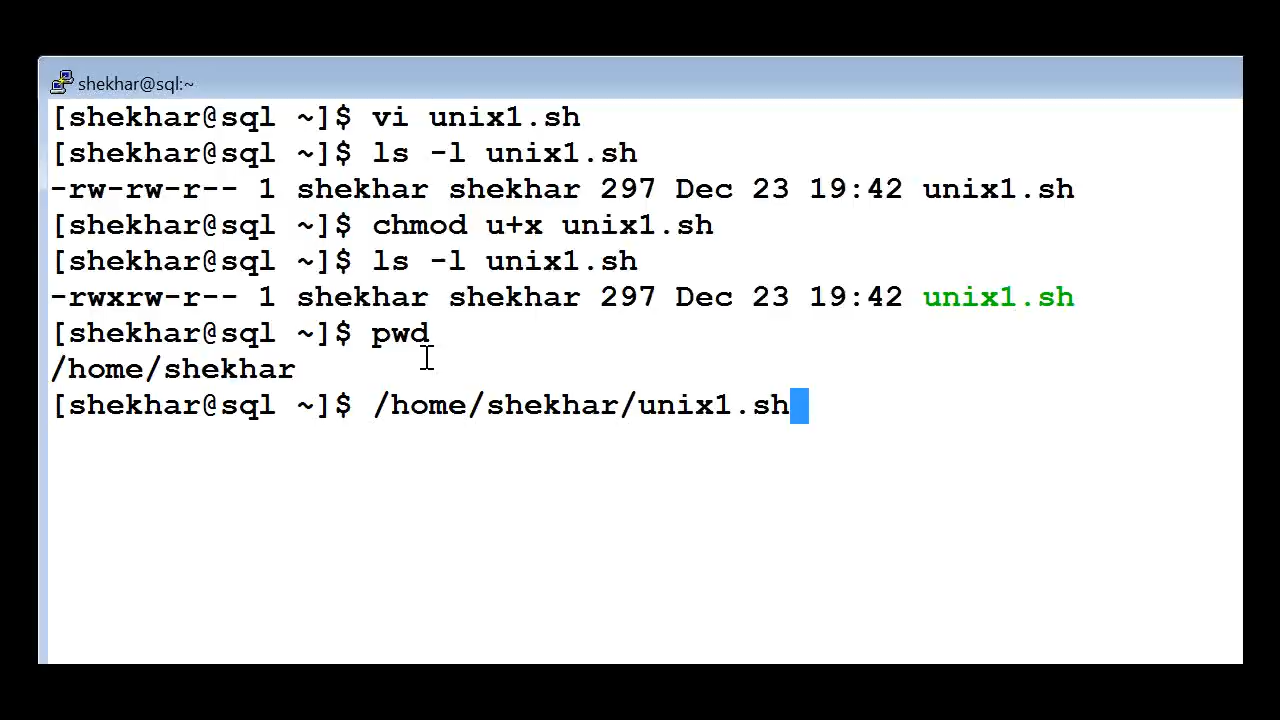 shekhar@sql:~
[shekhar@sql ~]$ vi unix1.sh
[shekhar@sql ~]$ ls -l unix1.sh
-rw-rw-r-- 1 shekhar shekhar 297 Dec 23 19:42 unix1.sh
[shekhar@sql ~]$ chmod u+x unix1.sh
[shekhar@sql ~]$ ls -l unix1.sh
-rwxrw-r-- 1 shekhar shekhar 297 Dec 23 19:42 unix1.sh
[shekhar@sql ~]$ pwd
/home/shekhar
[shekhar@sql ~]$ /home/shekhar/unix1.sh